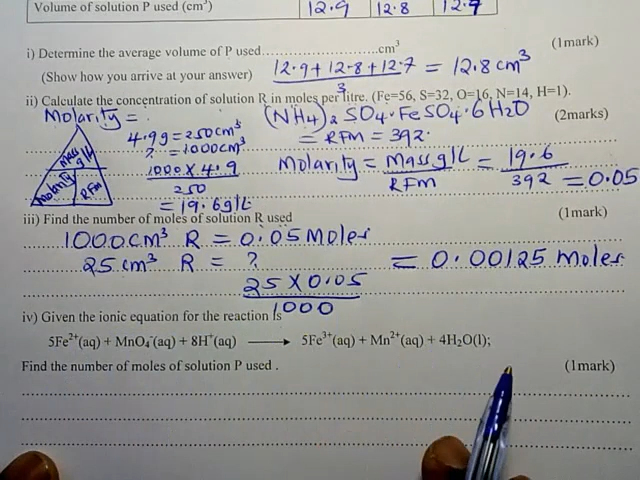 Volume of solution P used (cm³) 12.9 12.8 12.7
i) Determine the average volume of P used……………………cm³ (1mark)
(Show how you arrive at your answer) 12.9 + 12.8 + 12.7 / 3 = 12.8 cm³
ii) Calculate the concentration of solution R in moles per litre. (Fe=56, S=32, O=16, N=14, H=1).
Molarity = (NH4)2 SO4 . FeSO4 . 6H2O (2marks)
4.9g = 250cm³ = RFM = 392
? = 1000cm³
1000 X 4.9 / 250
Mass g/L Molarity RFM
Molarity = Mass g/L / RFM = 19.6 / 392 = 0.05
= 19.6g/L
iii) Find the number of moles of solution R used (1mark)
1000cm³ R = 0.05 Moles
25cm³ R = ? = 0.00125 moles
25 X 0.05 / 1000
iv) Given the ionic equation for the reaction is
5Fe²⁺(aq) + MnO₄⁻(aq) + 8H⁺(aq) ⟶ 5Fe³⁺(aq) + Mn²⁺(aq) + 4H₂O(l);
Find the number of moles of solution P used . (1mark)